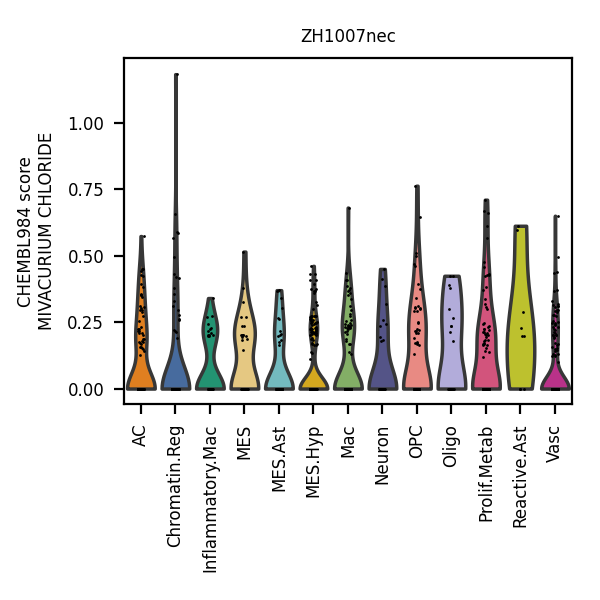 ZH1007nec
CHEMBL984 score
MIVACURIUM CHLORIDE
1.00
0.75
0.50
0.25
0.00
AC
Chromatin.Reg
Inflammatory.Mac
MES
MES.Ast
MES.Hyp
Mac
Neuron
OPC
Oligo
Prolif.Metab
Reactive.Ast
Vasc